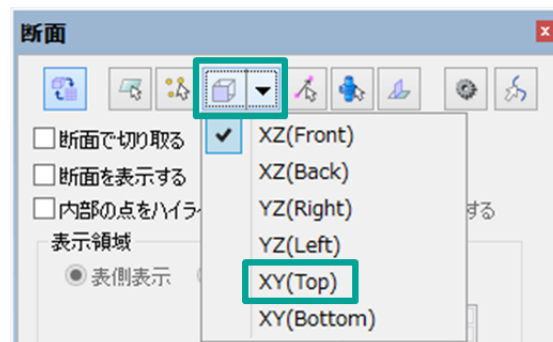 断面
断面で切り取る
XZ(Front)
断面を表示する
XZ(Back)
内部の点をハイラ
YZ(Right)
する
表示領域
YZ(Left)
表側表示
XY(Top)
XY(Bottom)